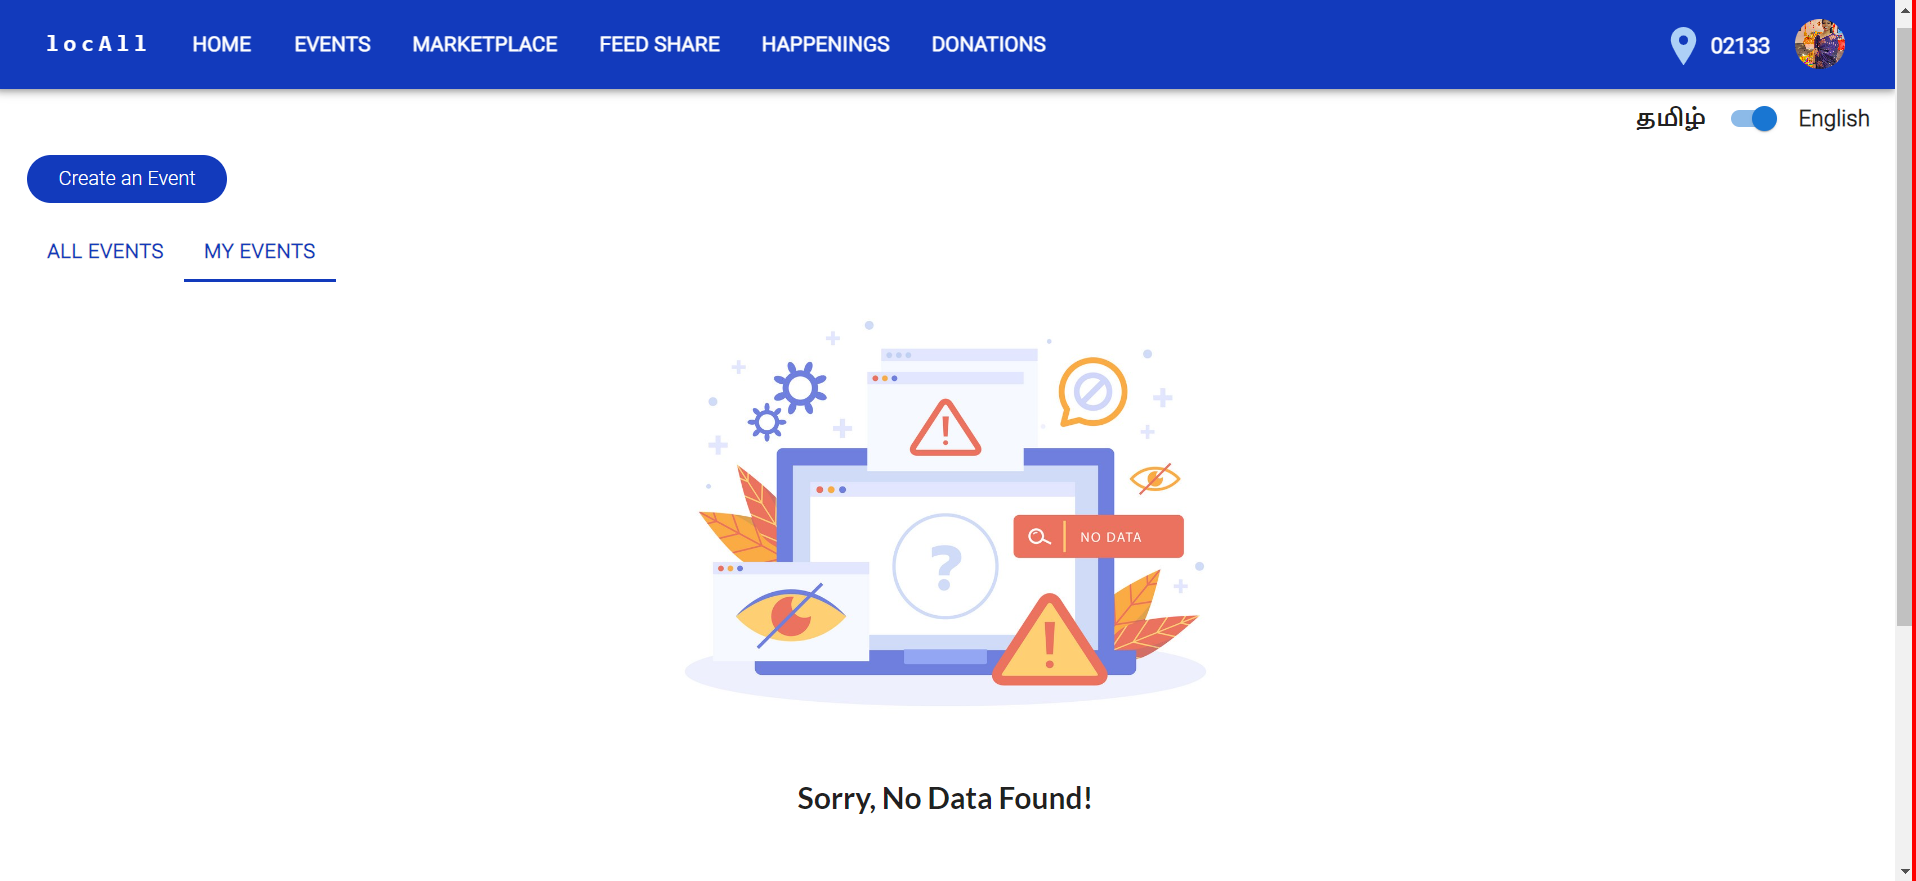 locAll HOME EVENTS MARKETPLACE FEED SHARE HAPPENINGS DONATIONS 02133
தமிழ் English
Create an Event
ALL EVENTS MY EVENTS
NO DATA
?
Sorry, No Data Found!